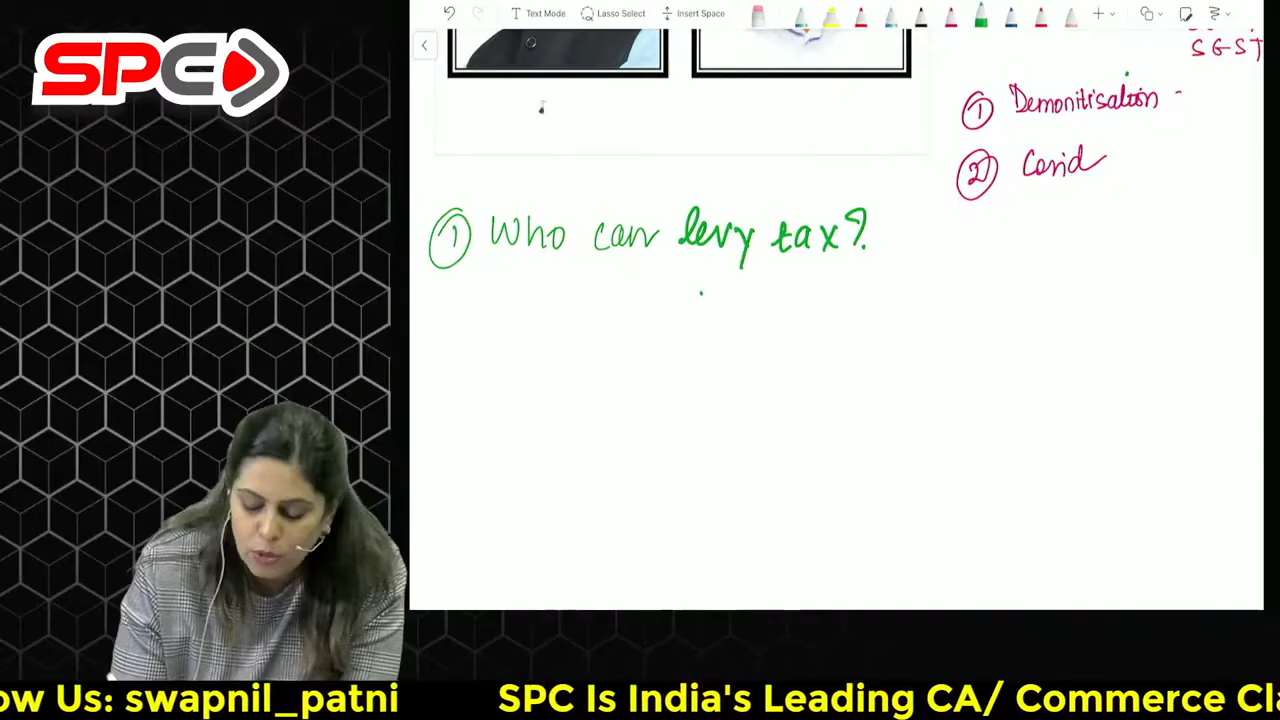 SPC
Text Mode
Lasso Select
Insert Space
SGST
① Demonitisation -
② Covid
① Who can levy tax?
ow Us: swapnil_patni
SPC Is India's Leading CA/ Commerce Cl